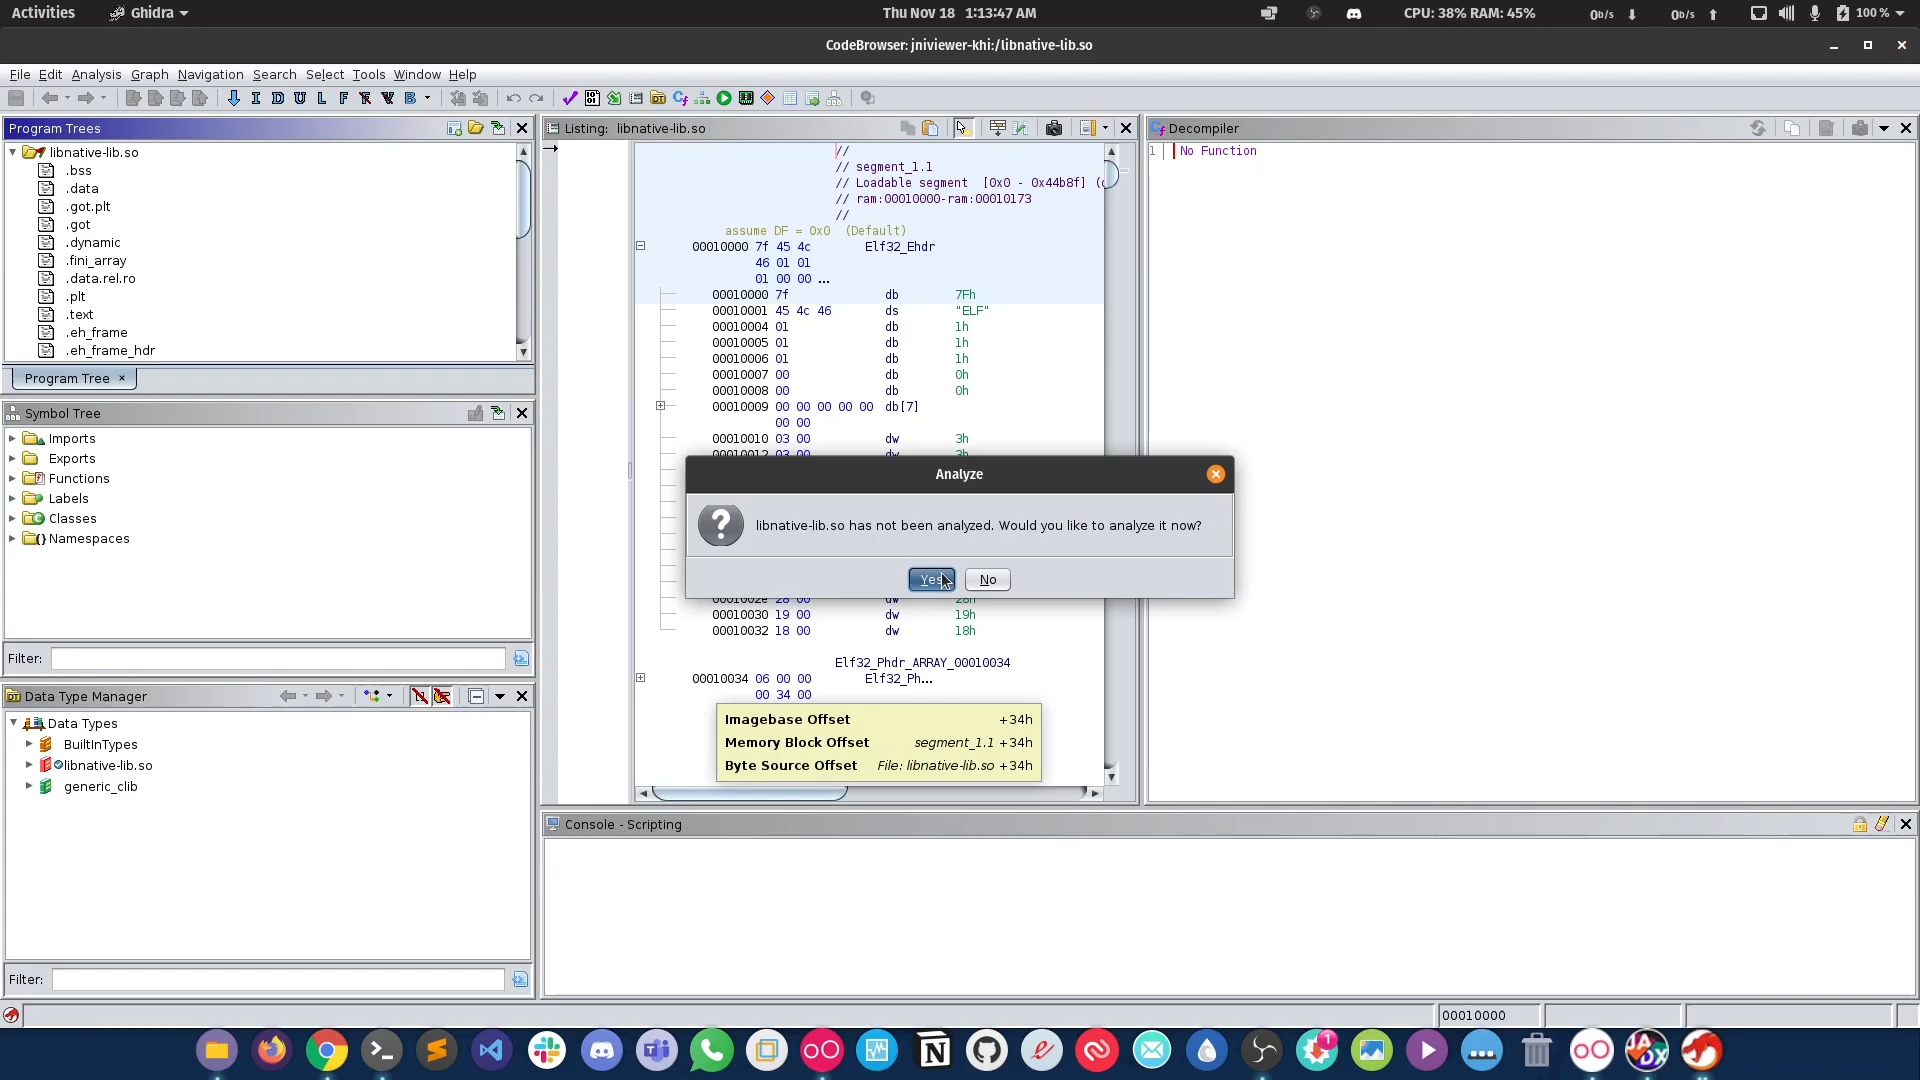 Activities
Ghidra
Thu Nov 18 1:13:47 AM
CPU: 38% RAM: 45%
0b/s
0b/s
100 %
CodeBrowser: jniviewer-khi:/libnative-lib.so
File Edit Analysis Graph Navigation Search Select Tools Window Help
I D U L F V B
Program Trees
libnative-lib.so
.bss
.data
.got.plt
.got
.dynamic
.fini_array
.data.rel.ro
.plt
.text
.eh_frame
.eh_frame_hdr
Program Tree ×
Symbol Tree
Imports
Exports
Functions
Labels
Classes
Namespaces
Filter:
Data Type Manager
Data Types
BuiltInTypes
libnative-lib.so
generic_clib
Filter:
Listing: libnative-lib.so
//
// segment_1.1
// Loadable segment [0x0 - 0x44b8f] (
// ram:00010000-ram:00010173
//
assume DF = 0x0 (Default)
00010000 7f 45 4c Elf32_Ehdr
46 01 01
01 00 00 ...
00010000 7f db 7Fh
00010001 45 4c 46 ds "ELF"
00010004 01 db 1h
00010005 01 db 1h
00010006 01 db 1h
00010007 00 db 0h
00010008 00 db 0h
00010009 00 00 00 00 00 db[7]
00 00
00010010 03 00 dw 3h
00010012 03 00 dw 3h
Analyze
libnative-lib.so has not been analyzed. Would you like to analyze it now?
Yes No
0001002e 28 00 dw 28h
00010030 19 00 dw 19h
00010032 18 00 dw 18h
Elf32_Phdr_ARRAY_00010034
00010034 06 00 00 Elf32_Ph...
00 34 00
Imagebase Offset +34h
Memory Block Offset segment_1.1 +34h
Byte Source Offset File: libnative-lib.so +34h
Decompiler
1 No Function
Console - Scripting
00010000